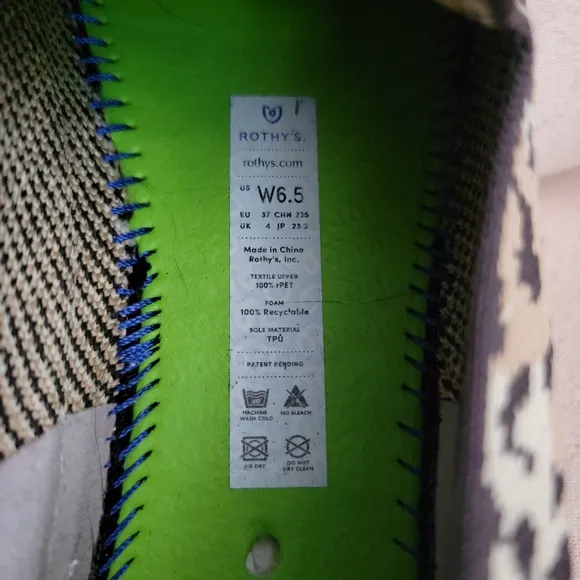 ROTHY'S.
rothys.com
US W6.5
EU 37 CHN 235
UK 4 JP 23.5
Made in China
Rothy's, Inc.
TEXTILE UPPER
100% rPET
FOAM
100% Recyclable
SOLE MATERIAL
TPU
PATENT PENDING
30
MACHINE WASH COLD
NO BLEACH
AIR DRY
DO NOT DRY CLEAN